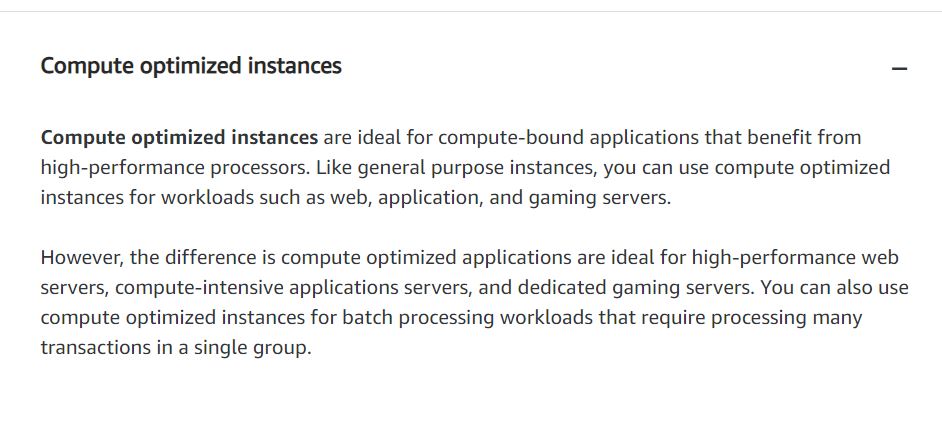 Compute optimized instances
Compute optimized instances are ideal for compute-bound applications that benefit from
high-performance processors. Like general purpose instances, you can use compute optimized
instances for workloads such as web, application, and gaming servers.
However, the difference is compute optimized applications are ideal for high-performance web
servers, compute-intensive applications servers, and dedicated gaming servers. You can also use
compute optimized instances for batch processing workloads that require processing many
transactions in a single group.